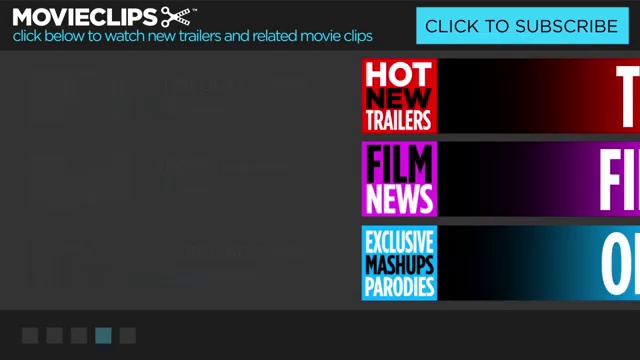 MOVIECLIPS™
click below to watch new trailers and related movie clips
CLICK TO SUBSCRIBE
HOT
NEW
TRAILERS
T
FILM
NEWS
FI
EXCLUSIVE
MASHUPS
PARODIES